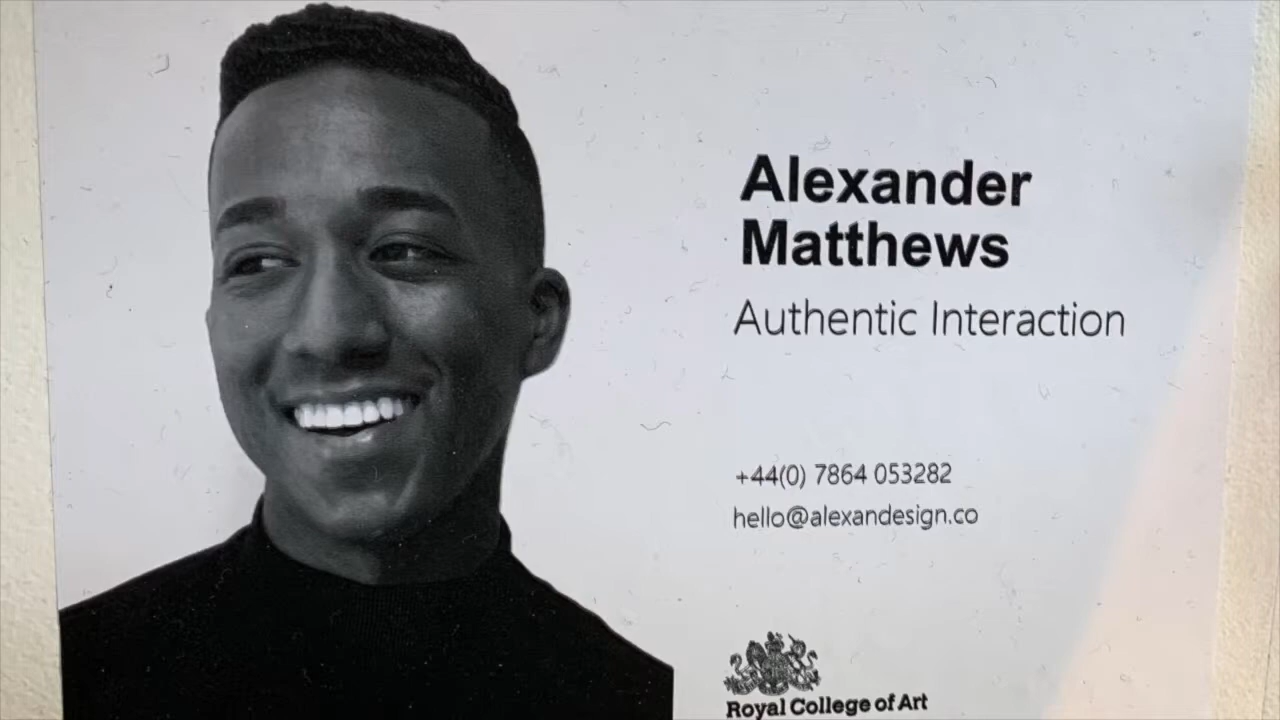 Alexander
Matthews
Authentic Interaction
+44(0) 7864 053282
hello@alexandesign.co
Royal College of Art